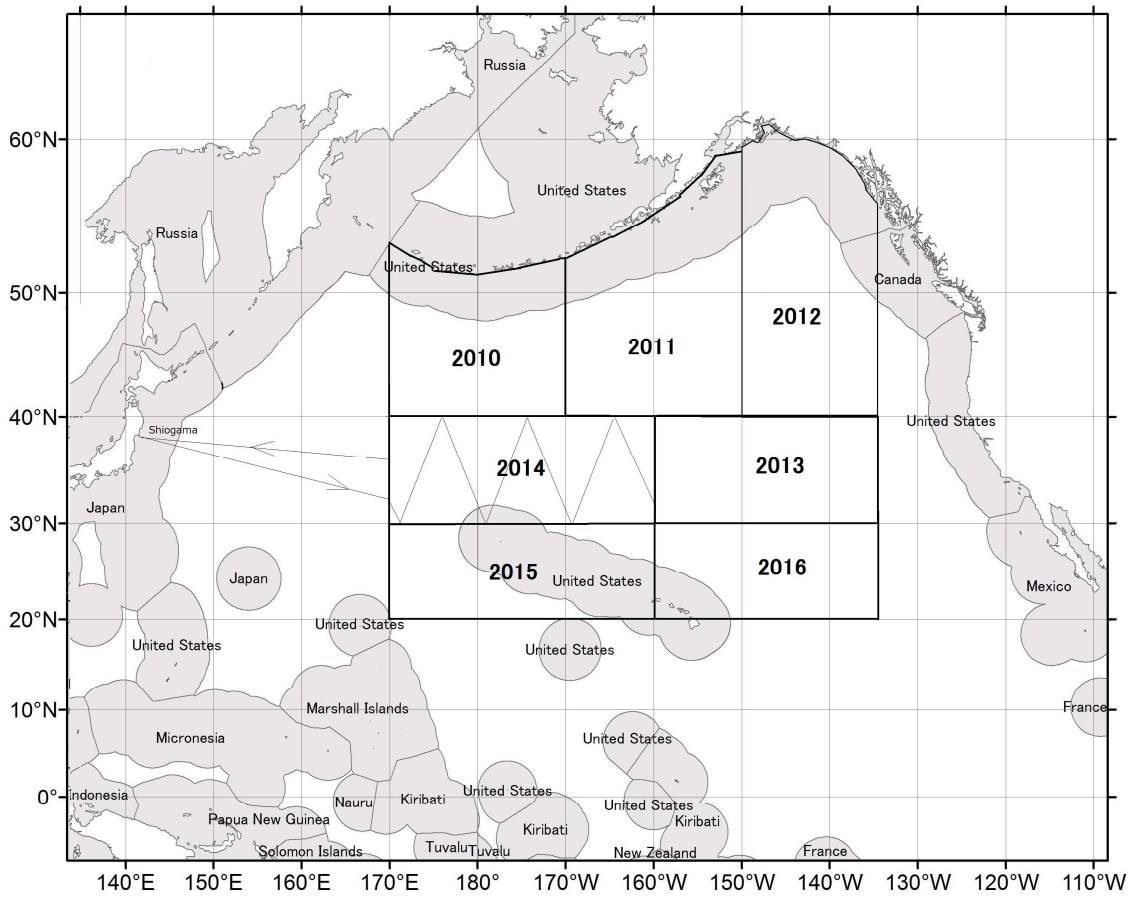 Russia
60°N
United States
Russia
United States
50°N
Canada
2012
2011
2010
40°N
United States
Shiogama
2013
2014
Japan
30°N
2015
2016
Japan
United States
Mexico
20°N
United States
United States
United States
10°N
Marshall Islands
France
Micronesia
United States
0°
Indonesia
Nauru
Kiribati
United States
United States
Papua New Guinea
Kiribati
Kiribati
Solomon Islands
Tuvalu
Tuvalu
New Zealand
France
140°E 150°E 160°E 170°E 180° 170°W 160°W 150°W 140°W 130°W 120°W 110°W